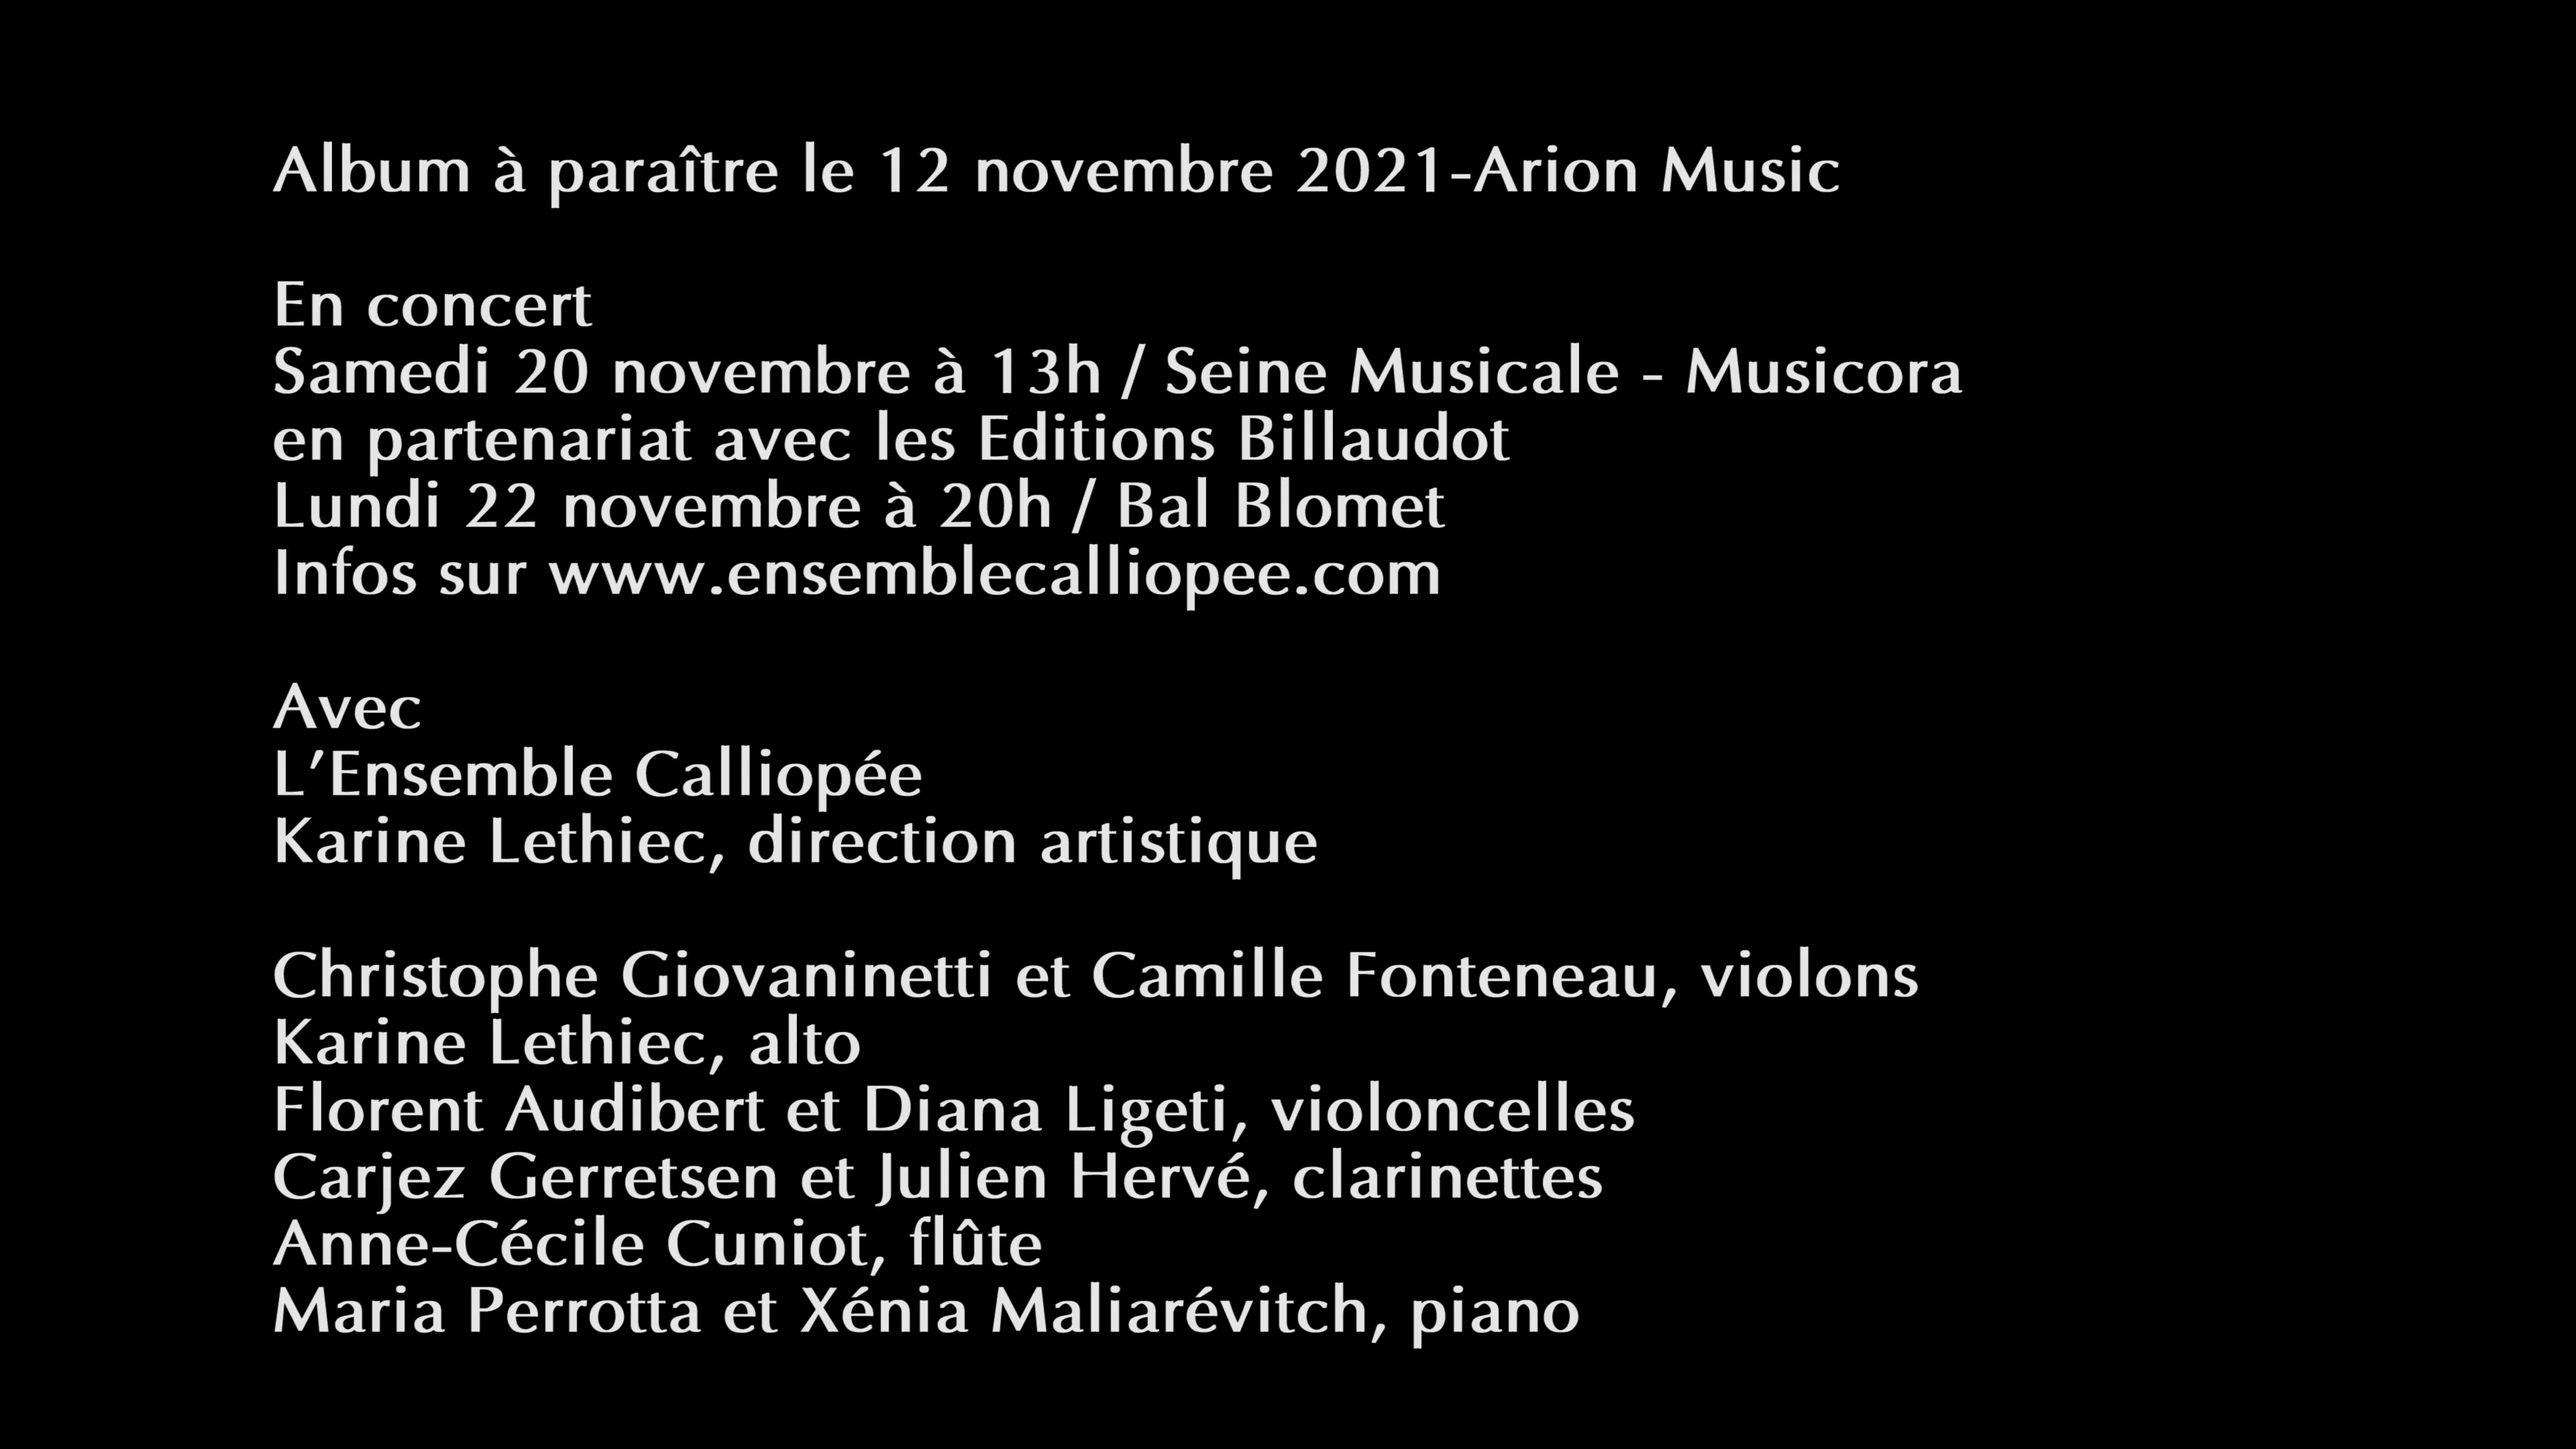 Album à paraître le 12 novembre 2021-Arion Music
En concert
Samedi 20 novembre à 13h / Seine Musicale - Musicora
en partenariat avec les Editions Billaudot
Lundi 22 novembre à 20h / Bal Blomet
Infos sur www.ensemblecalliopee.com
Avec
L’Ensemble Calliopée
Karine Lethiec, direction artistique
Christophe Giovaninetti et Camille Fonteneau, violons
Karine Lethiec, alto
Florent Audibert et Diana Ligeti, violoncelles
Carjez Gerretsen et Julien Hervé, clarinettes
Anne-Cécile Cuniot, flûte
Maria Perrotta et Xénia Maliarévitch, piano